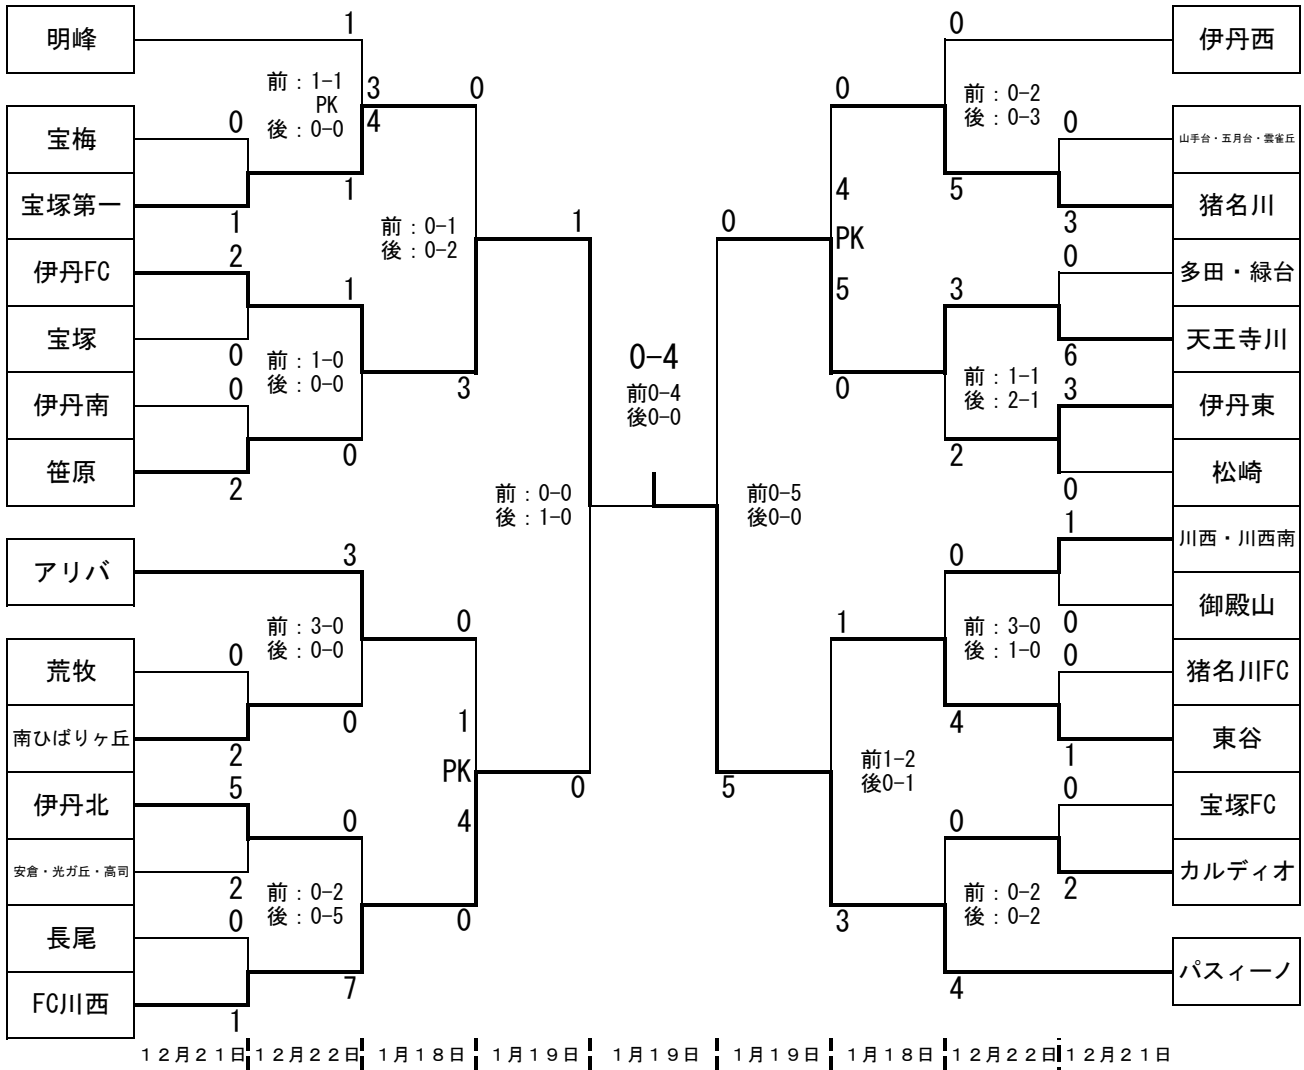 明峰
宝梅
宝塚第一
伊丹FC
宝塚
伊丹南
笹原
アリバ
荒牧
南ひばりヶ丘
伊丹北
安倉・光ガ丘・高司
長尾
FC川西
0
1
2
0
0
2
0
2
5
2
0
1
1
前：1-1
PK
後：0-0
1
1
前：1-0
後：0-0
0
3
前：3-0
後：0-0
0
0
前：0-2
後：0-5
7
3
4
0
前：0-1
後：0-2
3
0
1
PK
4
0
1
前：0-0
後：1-0
0
0-4
前0-4
後0-0
0
前0-5
後0-0
5
0
4
PK
5
0
1
前1-2
後0-1
3
0
前：0-2
後：0-3
5
3
前：1-1
後：2-1
2
0
前：3-0
後：1-0
4
0
前：0-2
後：0-2
4
0
3
0
6
3
0
1
0
0
1
0
2
伊丹西
山手台・五月台・雲雀丘
猪名川
多田・緑台
天王寺川
伊丹東
松崎
川西・川西南
御殿山
猪名川FC
東谷
宝塚FC
カルディオ
パスィーノ
１２月２１日 １２月２２日 １月１８日 １月１９日 １月１９日 １月１９日 １月１８日 １２月２２日 １２月２１日